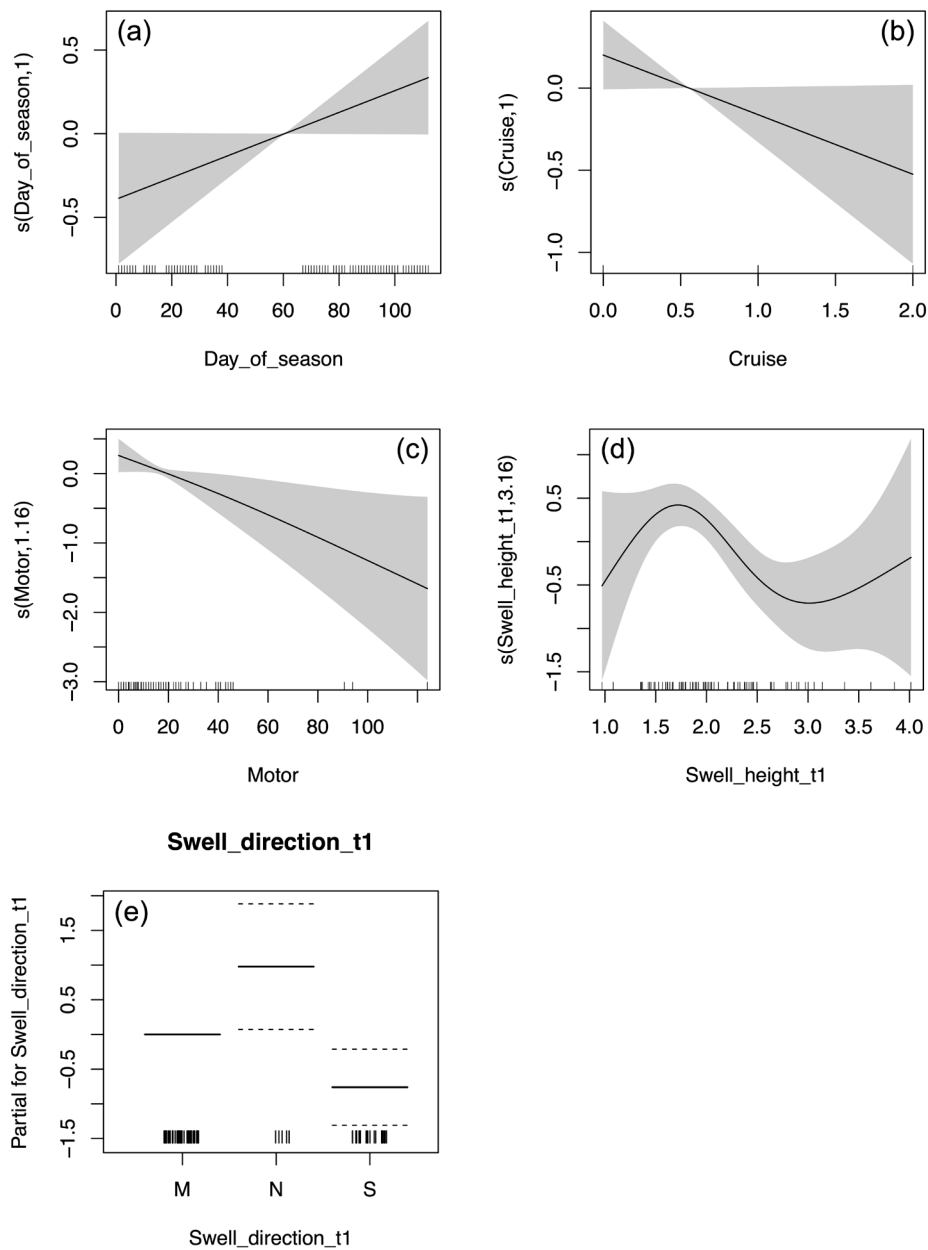 (a)
s(Day_of_season,1)
0.5
0.0
−0.5
0 20 40 60 80 100
Day_of_season
(b)
s(Cruise,1)
0.0
−0.5
−1.0
0.0 0.5 1.0 1.5 2.0
Cruise
(c)
s(Motor,1.16)
0.0
−1.0
−2.0
−3.0
0 20 40 60 80 100
Motor
(d)
s(Swell_height_t1,3.16)
0.5
−0.5
−1.5
1.0 1.5 2.0 2.5 3.0 3.5 4.0
Swell_height_t1
Swell_direction_t1
(e)
Partial for Swell_direction_t1
1.5
0.5
−0.5
−1.5
M N S
Swell_direction_t1